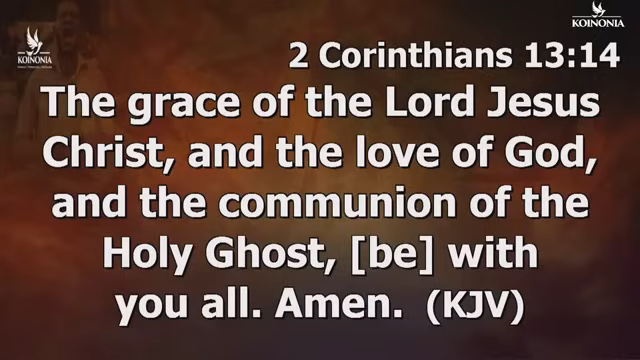 KOINONIA
KOINONIA
2 Corinthians 13:14
The grace of the Lord Jesus
Christ, and the love of God,
and the communion of the
Holy Ghost, [be] with
you all. Amen. (KJV)